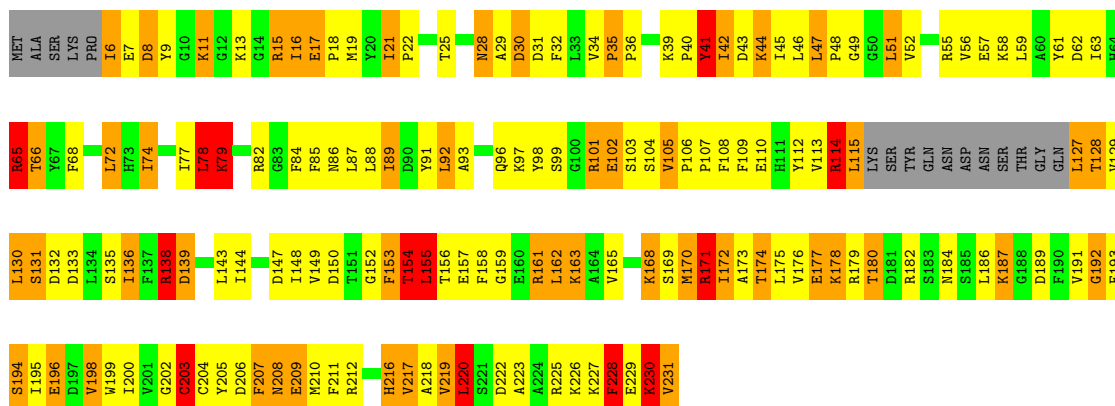 MET ALA SER LYS PRO I6 E7 D8 Y9 G10 K11 G12 K13 G14 R15 I16 E17 P18 M19 Y20 I21 P22 T25 N28 A29 D30 D31 F32 L33 V34 P35 P36 K39 P40 Y41 I42 D43 K44 I45 L46 L47 P48 G49 G50 L51 V52 R55 V56 E57 K58 L59 A60 Y61 D62 I63 H64
R65 T66 Y67 F68 L72 H73 I74 I77 L78 K79 R82 G83 F84 F85 N86 L87 L88 I89 D90 Y91 L92 A93 Q96 K97 Y98 S99 G100 R101 E102 S103 S104 V105 P106 P107 F108 F109 E110 H111 Y112 V113 R114 L115 LYS SER TYR GLN ASN ASP ASN SER THR GLY GLN L127 T128 V129
L130 S131 D132 D133 L134 S135 I136 F137 R138 D139 L143 I144 D147 I148 V149 D150 T151 G152 F153 T154 L155 T156 E157 F158 G159 E160 R161 L162 K163 A164 V165 K168 S169 M170 R171 I172 A173 T174 L175 V176 E177 K178 R179 T180 D181 R182 S183 N184 S185 L186 K187 G188 D189 F190 V191 G192 F193
S194 I195 E196 D197 V198 W199 I200 V201 G202 C203 C204 Y205 D206 F207 N208 E209 M210 F211 R212 H216 V217 A218 V219 L220 S221 D222 A223 A224 R225 K226 K227 F228 E229 K230 V231